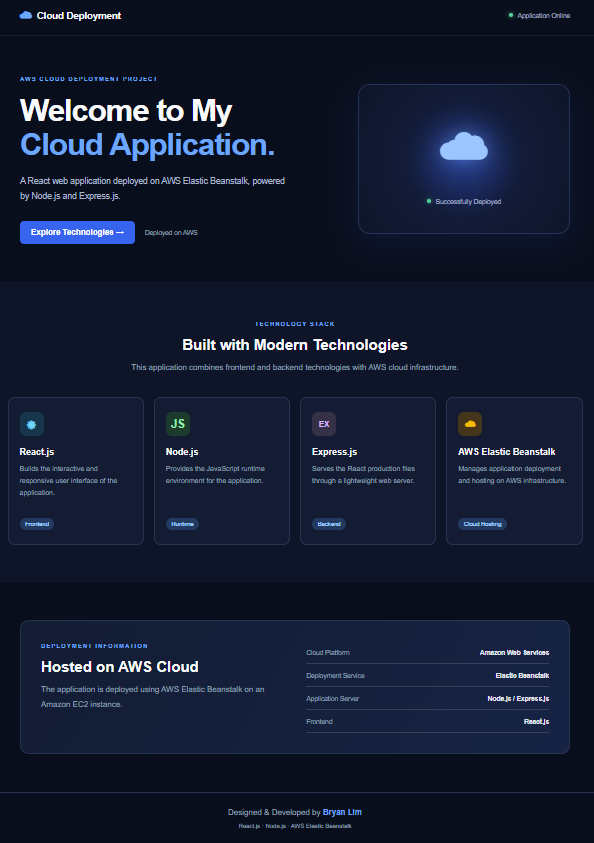 Cloud Deployment
Application Online
AWS CLOUD DEPLOYMENT PROJECT
Welcome to My
Cloud Application.
A React web application deployed on AWS Elastic Beanstalk, powered
by Node.js and Express.js.
Explore Technologies →
Deployed on AWS
Successfully Deployed
TECHNOLOGY STACK
Built with Modern Technologies
This application combines frontend and backend technologies with AWS cloud infrastructure.
React.js
Builds the interactive and
responsive user interface of the
application.
Frontend
JS
Node.js
Provides the JavaScript runtime
environment for the application.
Runtime
EX
Express.js
Serves the React production files
through a lightweight web server.
Backend
AWS Elastic Beanstalk
Manages application deployment
and hosting on AWS infrastructure.
Cloud Hosting
DEPLOYMENT INFORMATION
Hosted on AWS Cloud
The application is deployed using AWS Elastic Beanstalk on an
Amazon EC2 instance.
Cloud Platform Amazon Web Services
Deployment Service Elastic Beanstalk
Application Server Node.js / Express.js
Frontend React.js
Designed & Developed by Bryan Lim
React.js · Node.js · AWS Elastic Beanstalk